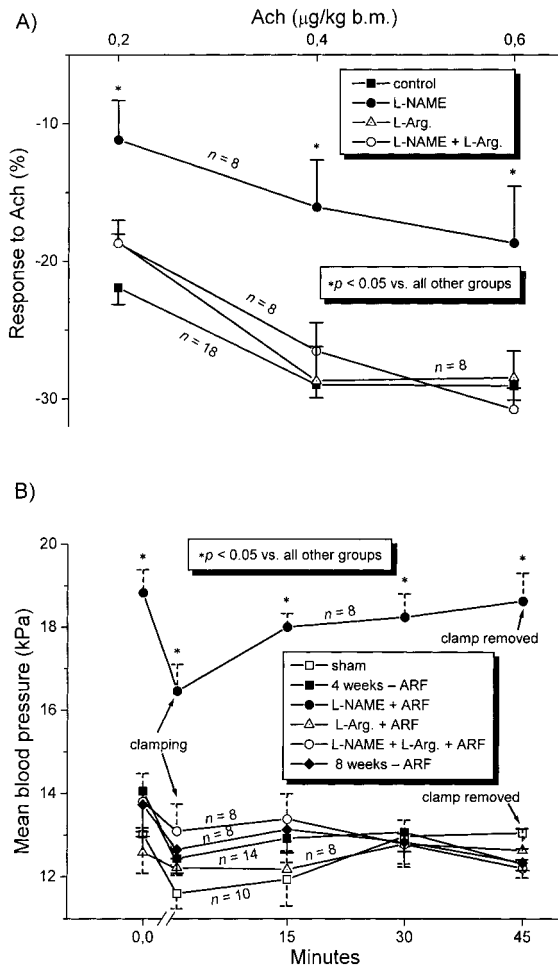 A)
Ach (μg/kg b.m.)
0,2 0,4 0,6
control
L-NAME
L-Arg.
L-NAME + L-Arg.
*
-10
n = 8
*
*
Response to Ach (%)
-20
*p < 0.05 vs. all other groups
n = 8
n = 18
n = 8
-30
B)
20
*p < 0.05 vs. all other groups
*
*
*
*
*
n = 8
18
clamp removed
Mean blood pressure (kPa)
16
sham
4 weeks – ARF
L-NAME + ARF
L-Arg. + ARF
L-NAME + L-Arg. + ARF
8 weeks – ARF
clamping
14
clamp removed
n = 8
n = 8
n = 14
n = 8
12
n = 10
0,0 15 30 45
Minutes